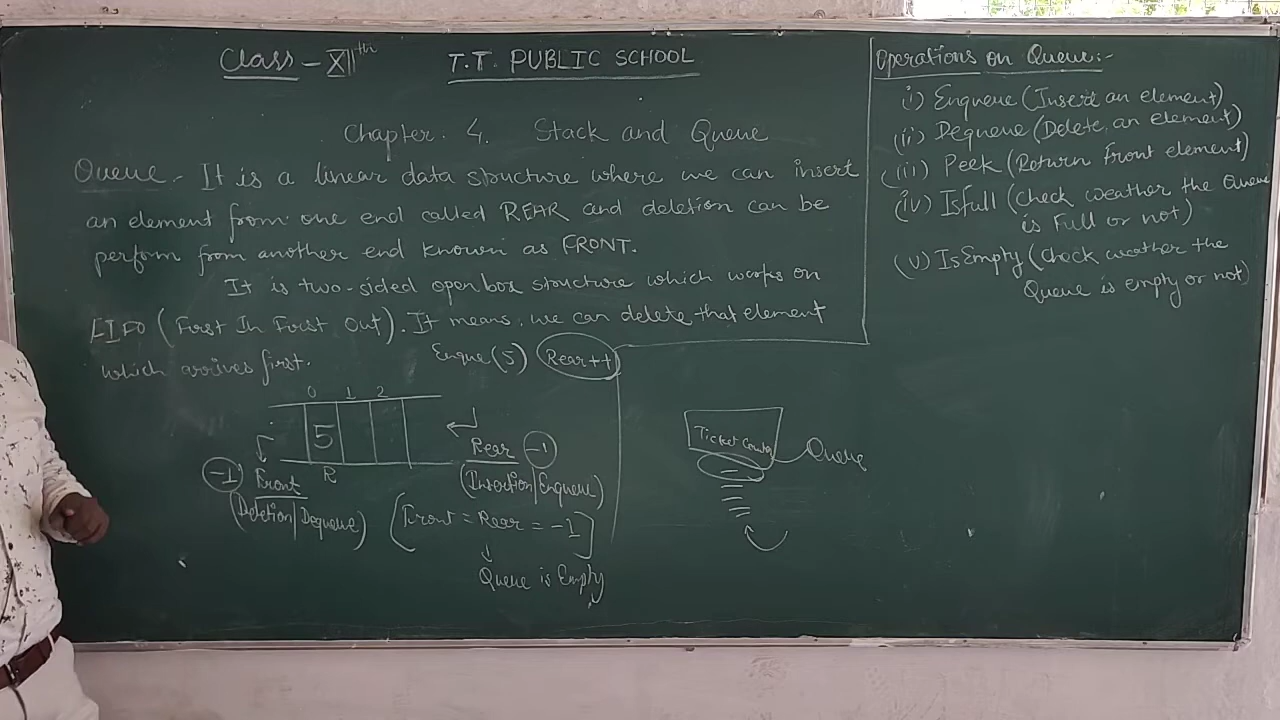 Class - XIIth
T.T. PUBLIC SCHOOL
Chapter. 4. Stack and Queue
Queue - It is a linear data structure where we can insert
an element from one end called REAR and deletion can be
perform from another end known as FRONT.
It is two-sided open box structure which works on
FIFO (First In First Out). It means, we can delete that element
which arrives first.
Enque(5) Rear++
0 1 2
5
R
-1 Front
(Deletion/Dequeue)
Rear -1
(Insertion/Enqueue)
(Front = Rear = -1]
Queue is Empty
Ticket Counter
Queue
Operations on Queue:-
(i) Enqueue (Insert an element)
(ii) Dequeue (Delete, an element)
(iii) Peek (Return Front element)
(iv) Isfull (Check weather the Queue
is Full or not)
(v) IsEmpty (Check weather the
Queue is empty or not)